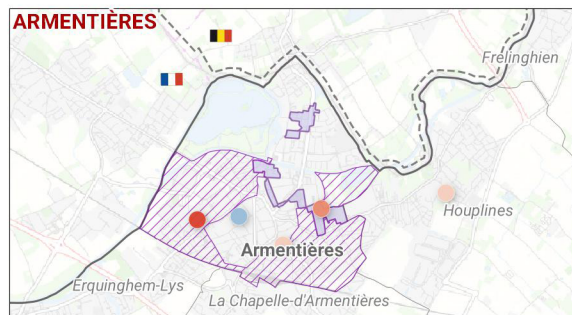 ARMENTIÈRES
Frelinghien
Houplines
Armentières
Erquinghem-Lys
La Chapelle-d'Armentières